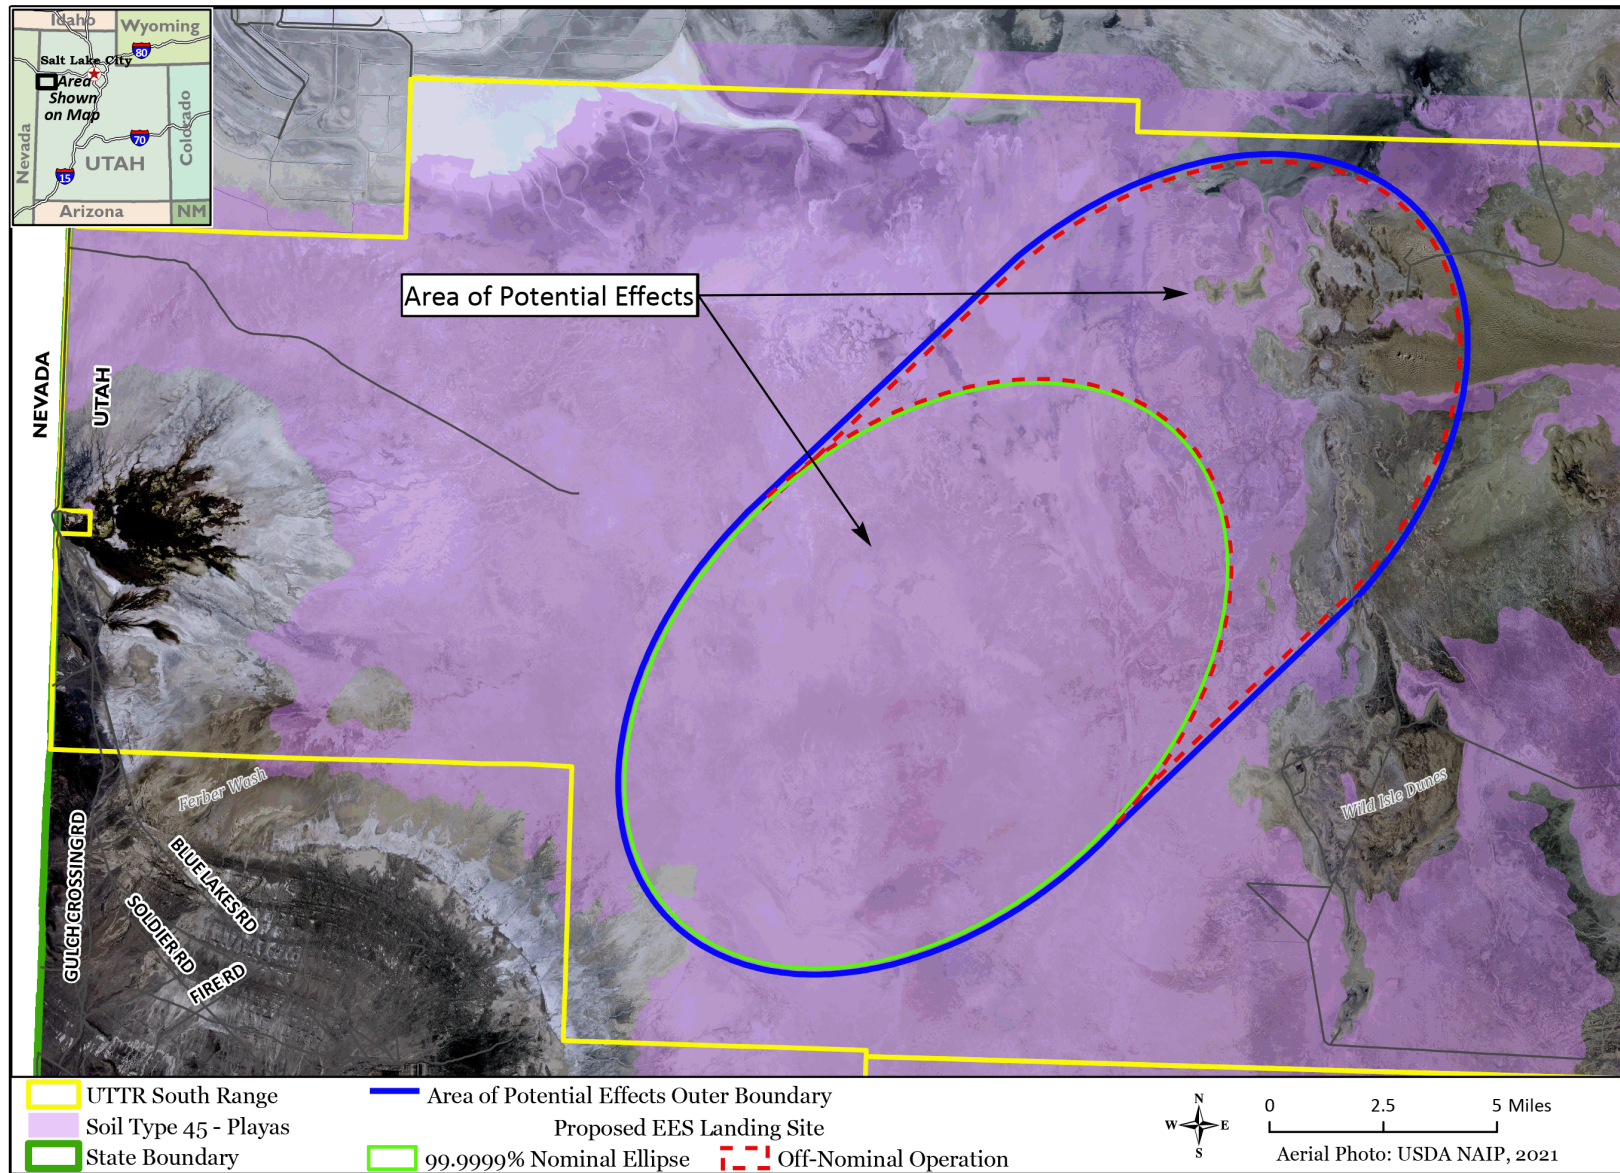 Idaho
Wyoming
80
Salt Lake City
Area
Shown
on Map
Nevada
Colorado
70
UTAH
15
Arizona
NM
Area of Potential Effects
NEVADA
UTAH
Ferber Wash
Wild Isle Dunes
GULCH CROSSING RD
BLUE LAKES RD
SOLDIER RD
FIRE RD
UTTR South Range
Area of Potential Effects Outer Boundary
Soil Type 45 - Playas
Proposed EES Landing Site
State Boundary
99.9999% Nominal Ellipse
Off-Nominal Operation
N
W
E
S
0 2.5 5 Miles
Aerial Photo: USDA NAIP, 2021